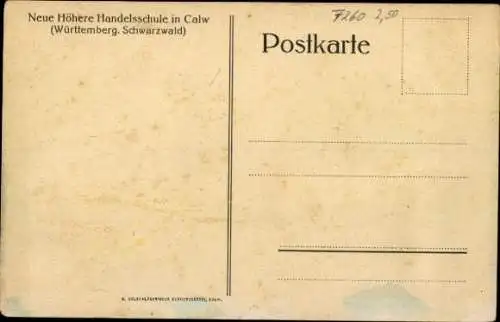 Neue Höhere Handelsschule in Calw
(Württemberg, Schwarzwald)
7260 2,50
Postkarte